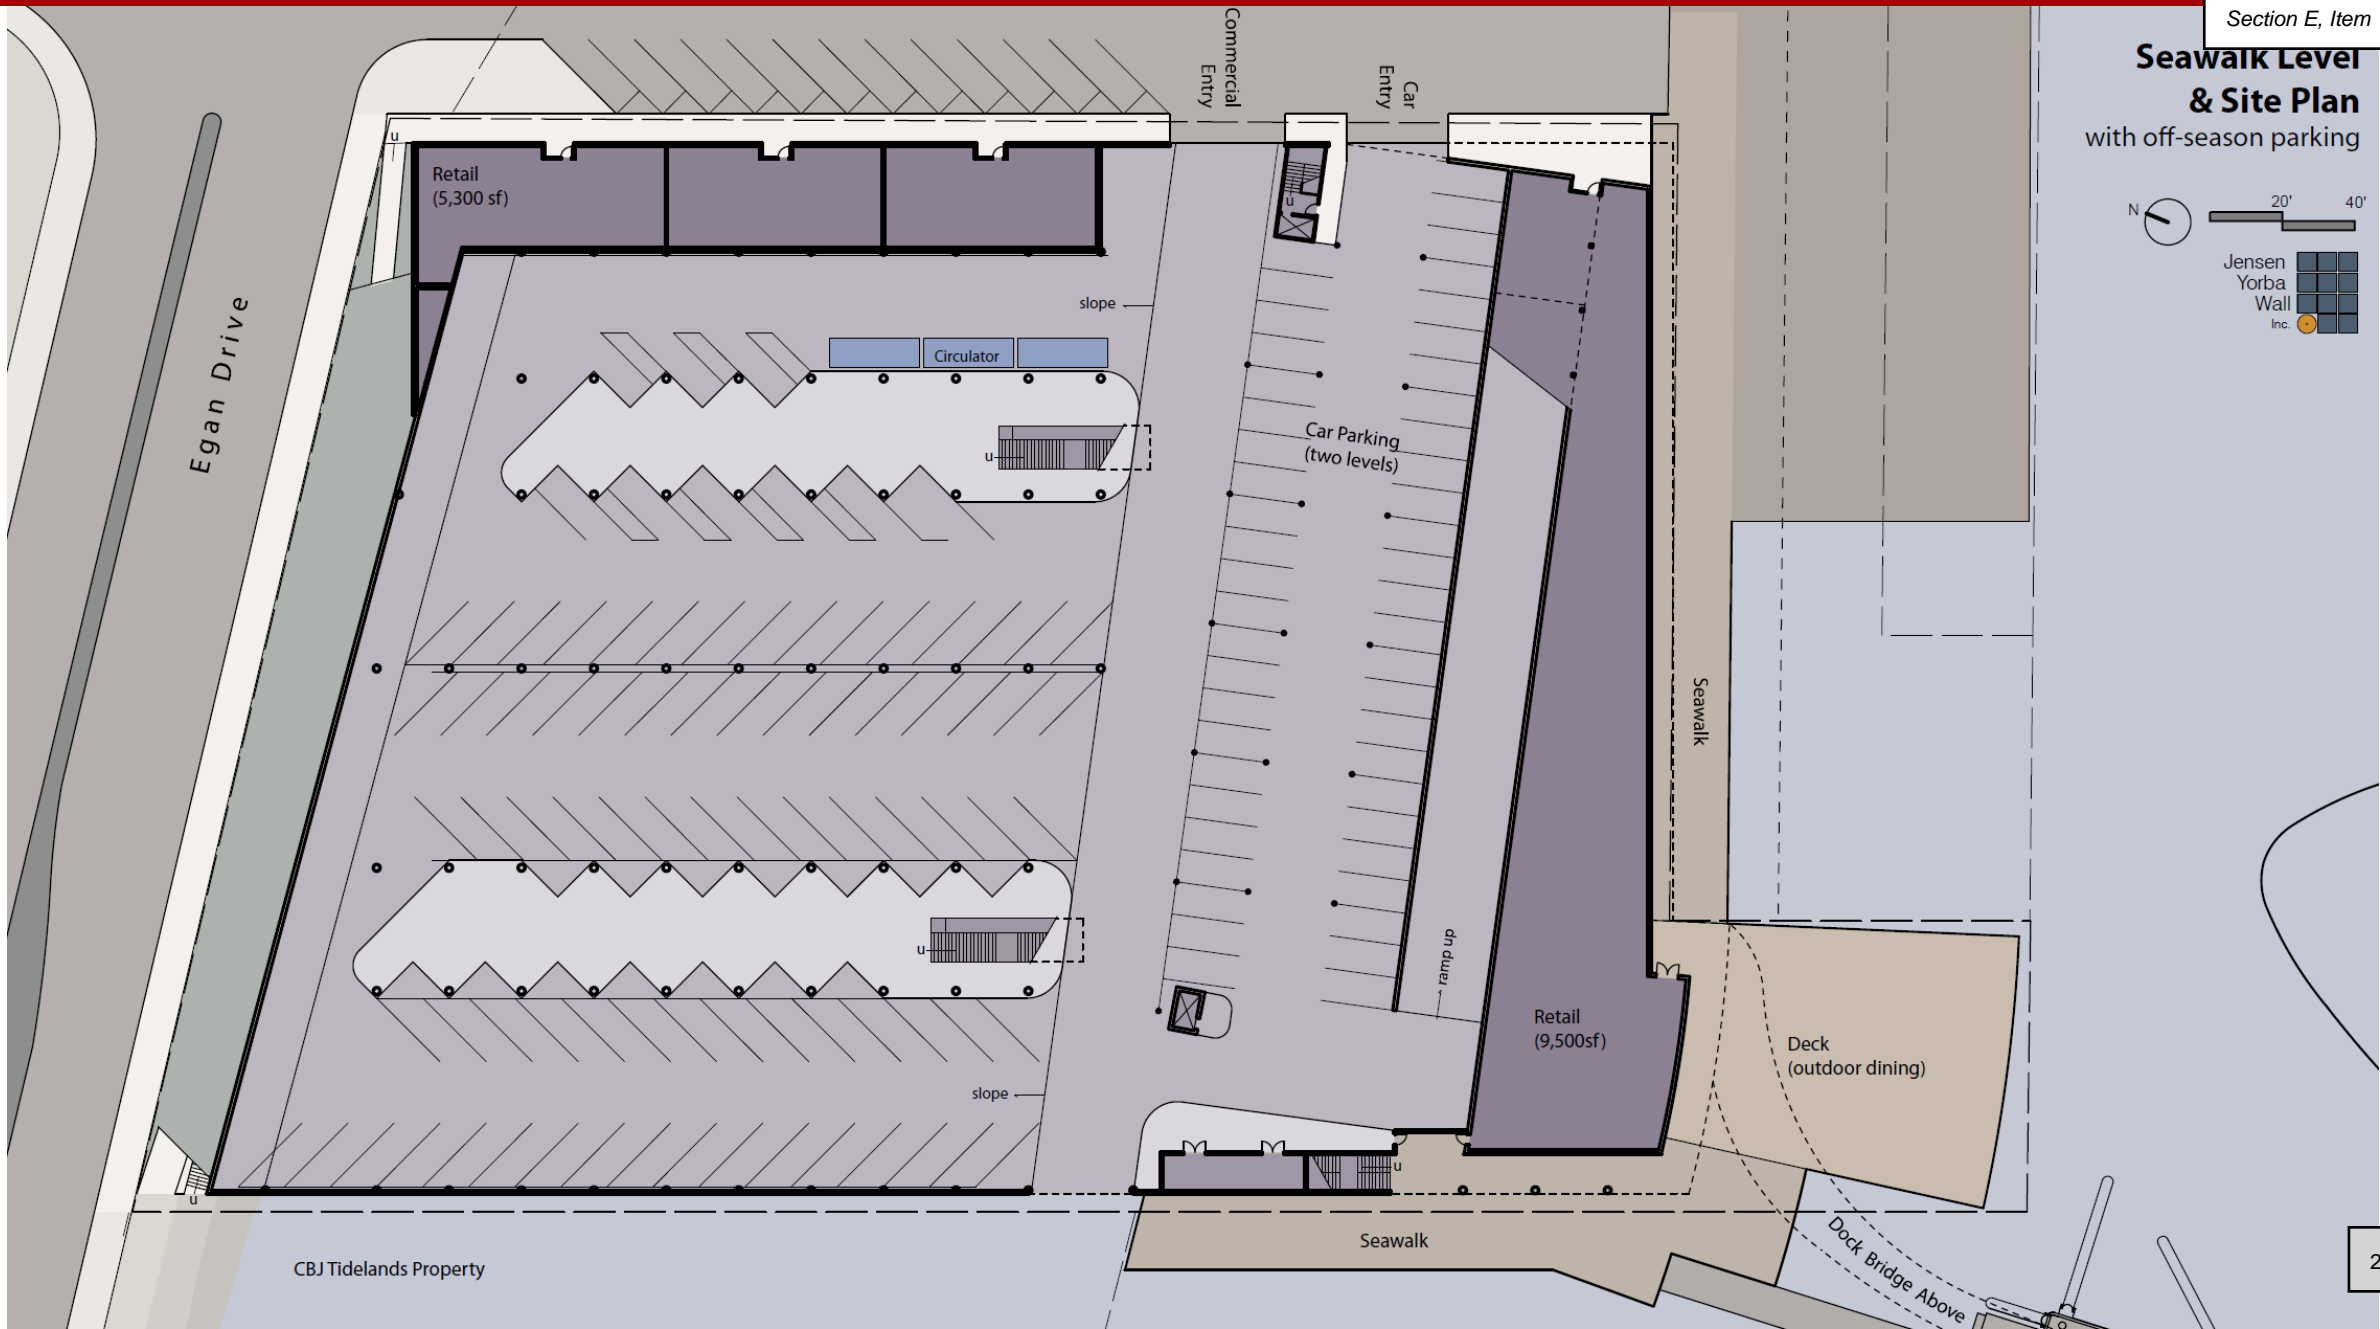 Section E, Item
Seawalk Level
& Site Plan
with off-season parking
N
20'
40'
Jensen
Yorba
Wall
Inc.
Commercial
Entry
Car
Entry
u
Retail
(5,300 sf)
u
slope
Circulator
Egan Drive
Car Parking
(two levels)
u
Seawalk
u
ramp up
Retail
(9,500sf)
Deck
(outdoor dining)
slope
u
u
Seawalk
Dock Bridge Above
CBJ Tidelands Property
2